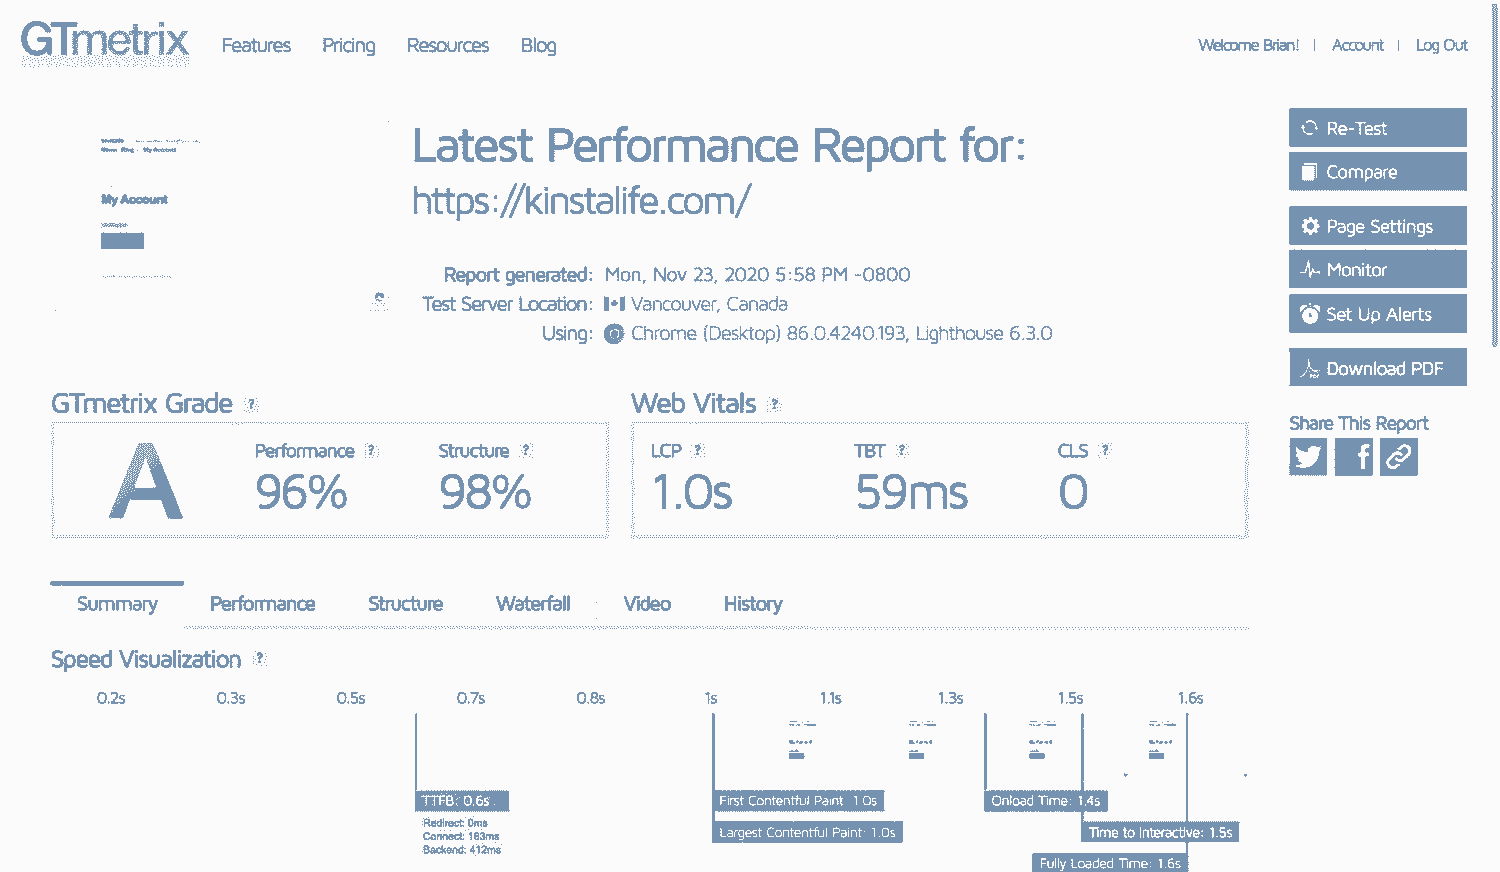 GTmetrix Features Pricing Resources Blog Welcome Brian! | Account | Log Out
My Account
Latest Performance Report for:
https://kinstalife.com/
Report generated: Mon, Nov 23, 2020 5:58 PM -0800
Test Server Location: Vancouver, Canada
Using: Chrome (Desktop) 86.0.4240.193, Lighthouse 6.3.0
Re-Test
Compare
Page Settings
Monitor
Set Up Alerts
Download PDF
Share This Report
GTmetrix Grade ?
A
Performance ?
96%
Structure ?
98%
Web Vitals ?
LCP ?
1.0s
TBT ?
59ms
CLS ?
0
Summary Performance Structure Waterfall Video History
Speed Visualization ?
0.2s 0.3s 0.5s 0.7s 0.8s 1s 1.1s 1.3s 1.5s 1.6s
TTFB: 0.6s
Redirect: 0ms
Connect: 163ms
Backend: 412ms
First Contentful Paint: 1.0s
Largest Contentful Paint: 1.0s
Onload Time: 1.4s
Time to Interactive: 1.5s
Fully Loaded Time: 1.6s